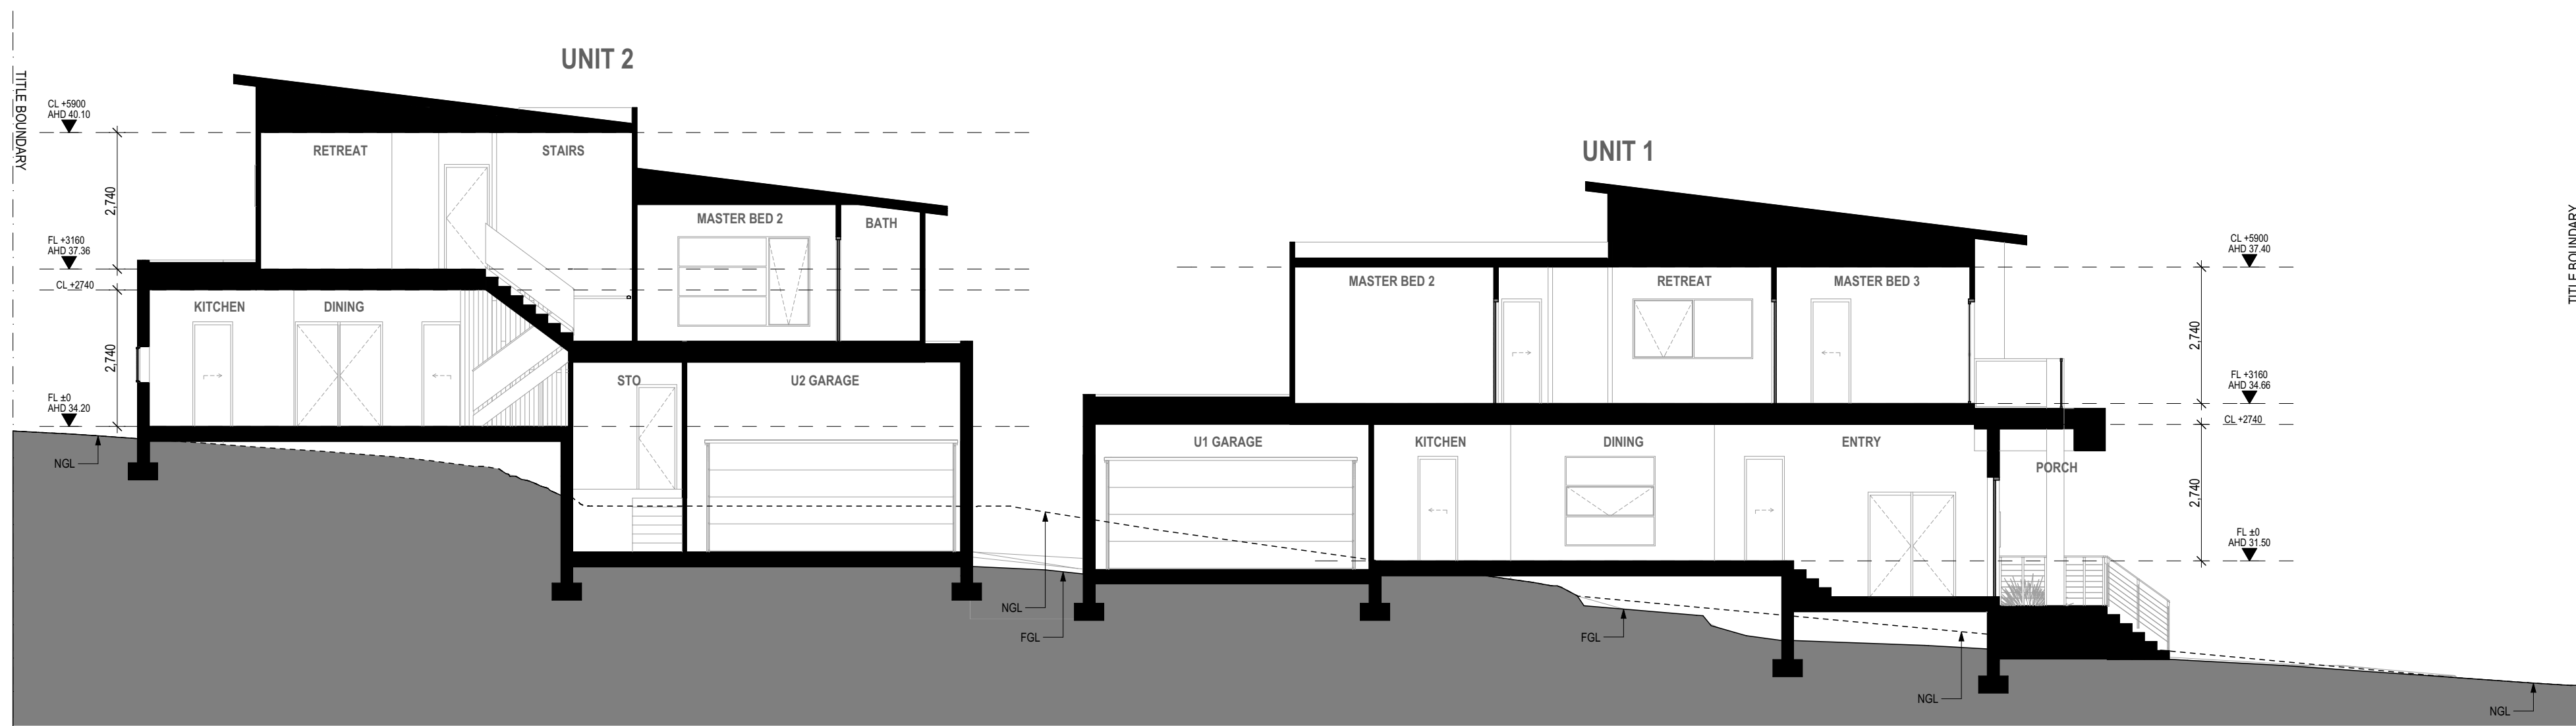 UNIT 2
TITLE BOUNDARY
CL +5900
AHD 40.10
RETREAT
STAIRS
2,740
MASTER BED 2
BATH
FL +3160
AHD 37.36
CL +2740
KITCHEN
DINING
2,740
STO
U2 GARAGE
FL ±0
AHD 34.20
NGL
NGL
FGL
UNIT 1
TITLE BOUNDARY
CL +5900
AHD 37.40
MASTER BED 2
RETREAT
MASTER BED 3
2,740
FL +3160
AHD 34.66
CL +2740
U1 GARAGE
KITCHEN
DINING
ENTRY
PORCH
2,740
FL ±0
AHD 31.50
FGL
NGL
NGL